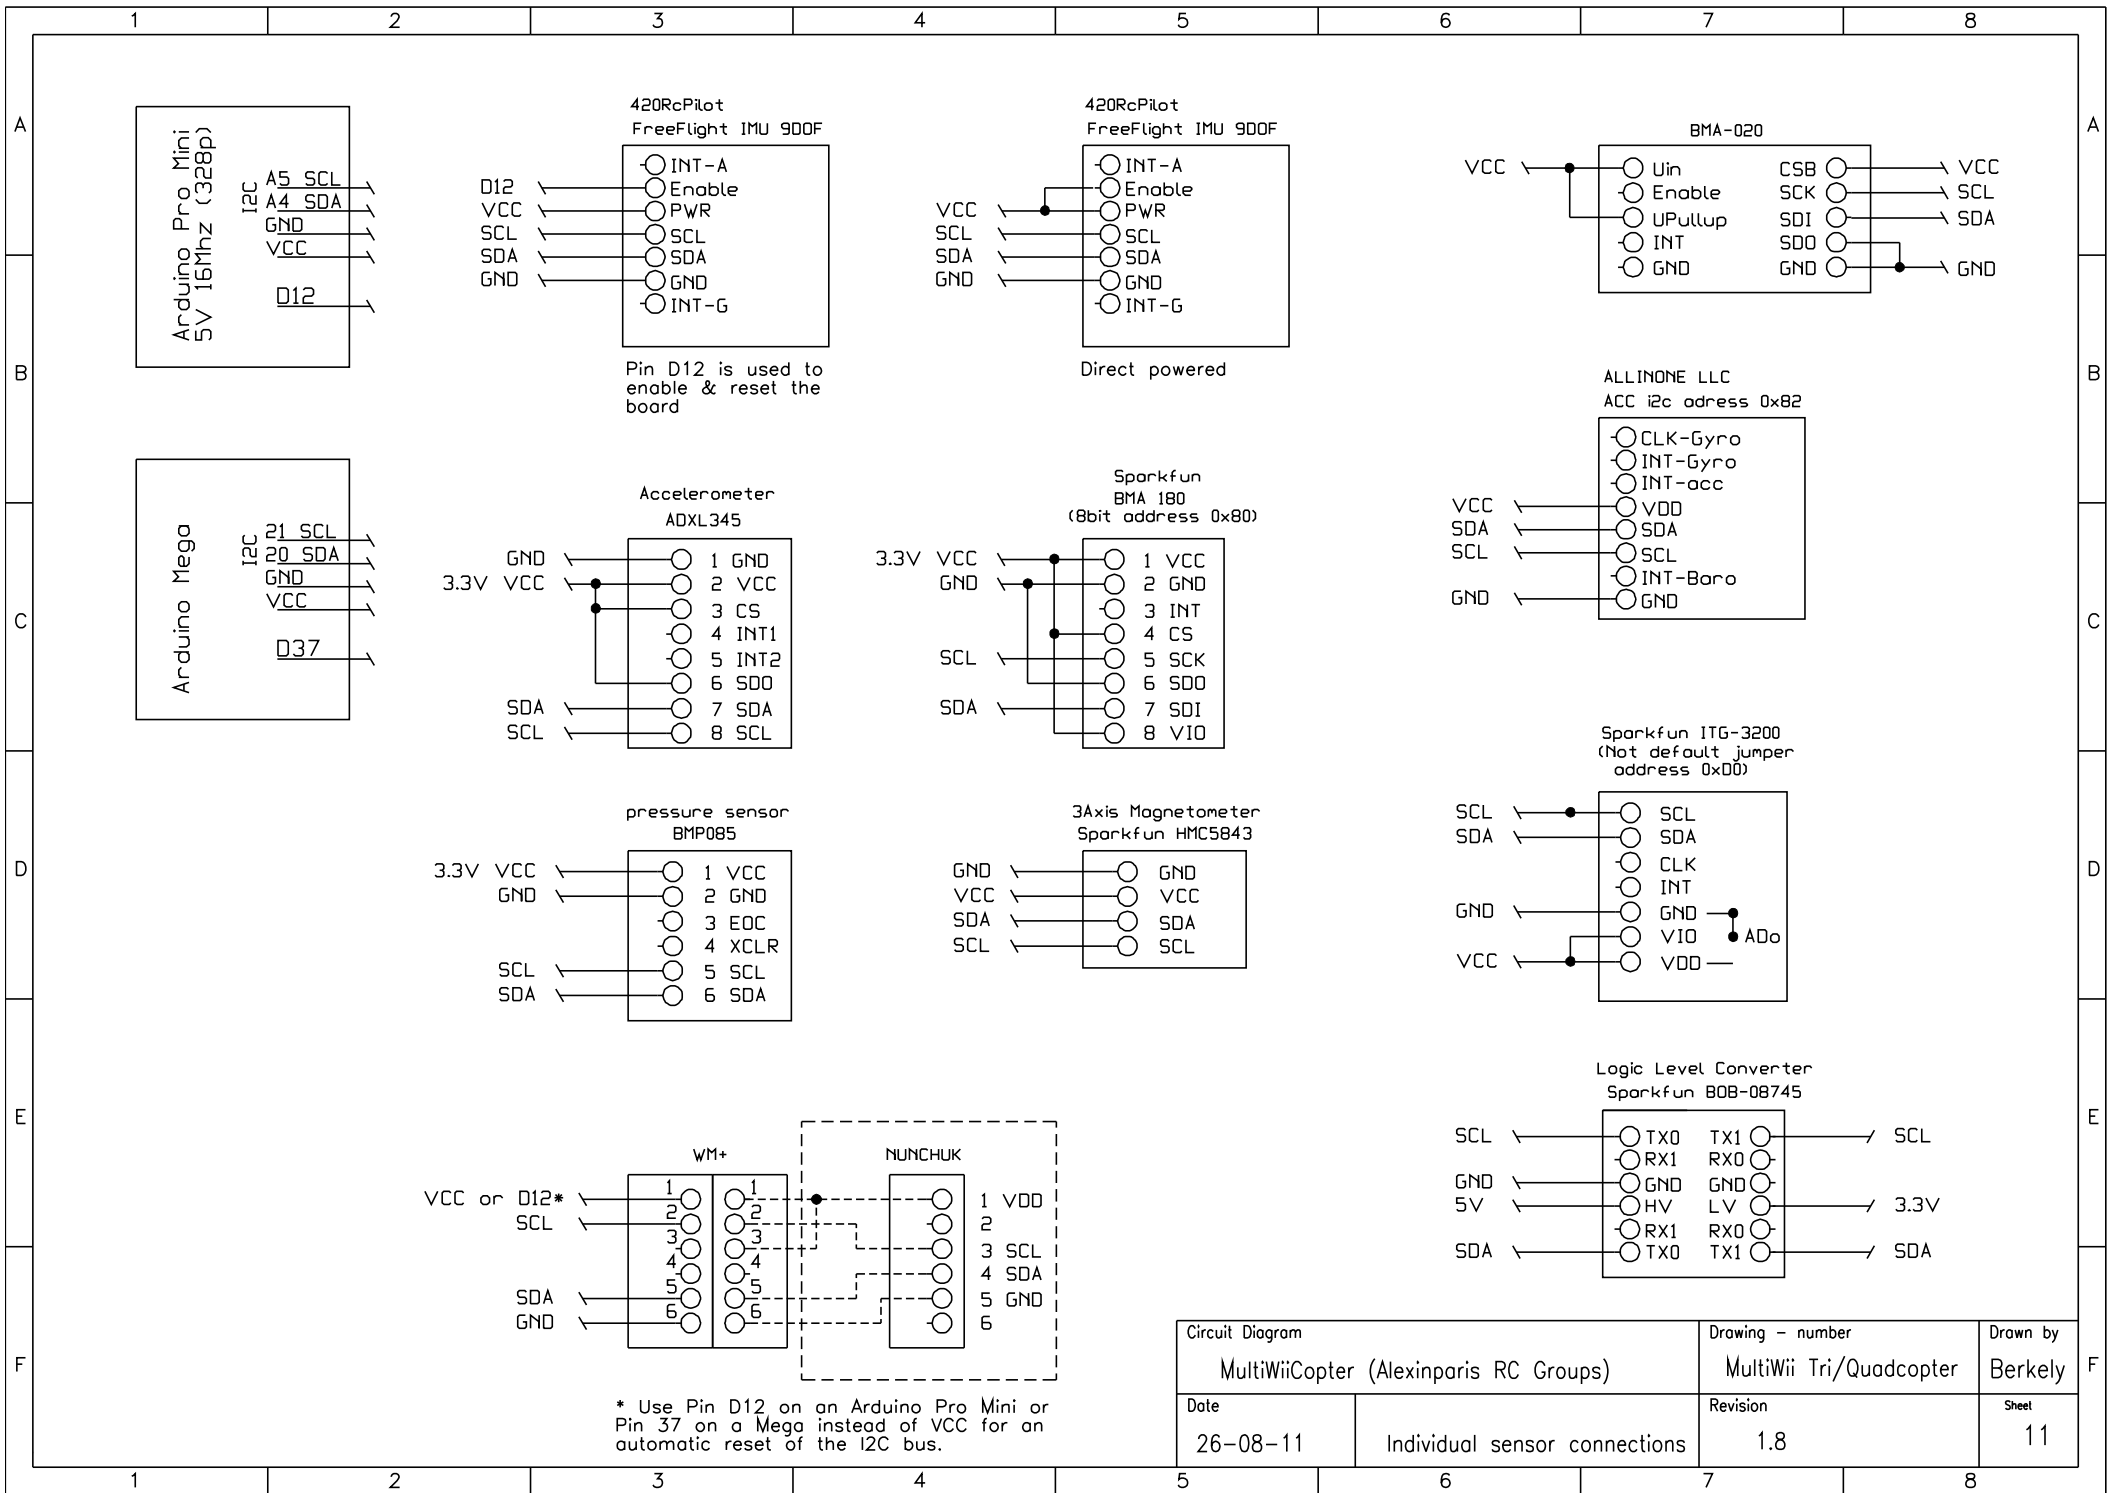 1 2 3 4 5 6 7 8
A
B
C
D
E
F
A
B
C
D
E
F
1 2 3 4 5 6 7 8
Arduino Pro Mini
5V 16Mhz (328p)
I2C
A5 SCL
A4 SDA
GND
VCC
D12
420RcPilot
FreeFlight IMU 9DOF
INT-A
D12 Enable
VCC PWR
SCL SCL
SDA SDA
GND GND
INT-G
Pin D12 is used to
enable & reset the
board
420RcPilot
FreeFlight IMU 9DOF
INT-A
Enable
VCC PWR
SCL SCL
SDA SDA
GND GND
INT-G
Direct powered
BMA-020
VCC Uin CSB VCC
Enable SCK SCL
UPullup SDI SDA
INT SDO
GND GND GND
Arduino Mega
I2C
21 SCL
20 SDA
GND
VCC
D37
Accelerometer
ADXL345
GND 1 GND
3.3V VCC 2 VCC
3 CS
4 INT1
5 INT2
6 SDO
SDA 7 SDA
SCL 8 SCL
Sparkfun
BMA 180
(8bit address 0x80)
3.3V VCC 1 VCC
GND 2 GND
3 INT
4 CS
SCL 5 SCK
6 SDO
SDA 7 SDI
8 VIO
ALLINONE LLC
ACC i2c adress 0x82
CLK-Gyro
INT-Gyro
INT-acc
VCC VDD
SDA SDA
SCL SCL
INT-Baro
GND GND
pressure sensor
BMP085
3.3V VCC 1 VCC
GND 2 GND
3 EOC
4 XCLR
SCL 5 SCL
SDA 6 SDA
3Axis Magnetometer
Sparkfun HMC5843
GND GND
VCC VCC
SDA SDA
SCL SCL
Sparkfun ITG-3200
(Not default jumper
address 0xD0)
SCL SCL
SDA SDA
CLK
INT
GND GND
VIO ADo
VCC VDD
WM+
VCC or D12* 1 1
SCL 2 2
3 3
4 4
SDA 5 5
GND 6 6
NUNCHUK
1 VDD
2
3 SCL
4 SDA
5 GND
6
* Use Pin D12 on an Arduino Pro Mini or
Pin 37 on a Mega instead of VCC for an
automatic reset of the I2C bus.
Logic Level Converter
Sparkfun BOB-08745
SCL TX0 TX1 SCL
RX1 RX0
GND GND GND
5V HV LV 3.3V
RX1 RX0
SDA TX0 TX1 SDA
Circuit Diagram
MultiWiiCopter (Alexinparis RC Groups)
Drawing - number
MultiWii Tri/Quadcopter
Drawn by
Berkely
Date
26-08-11
Individual sensor connections
Revision
1.8
Sheet
11